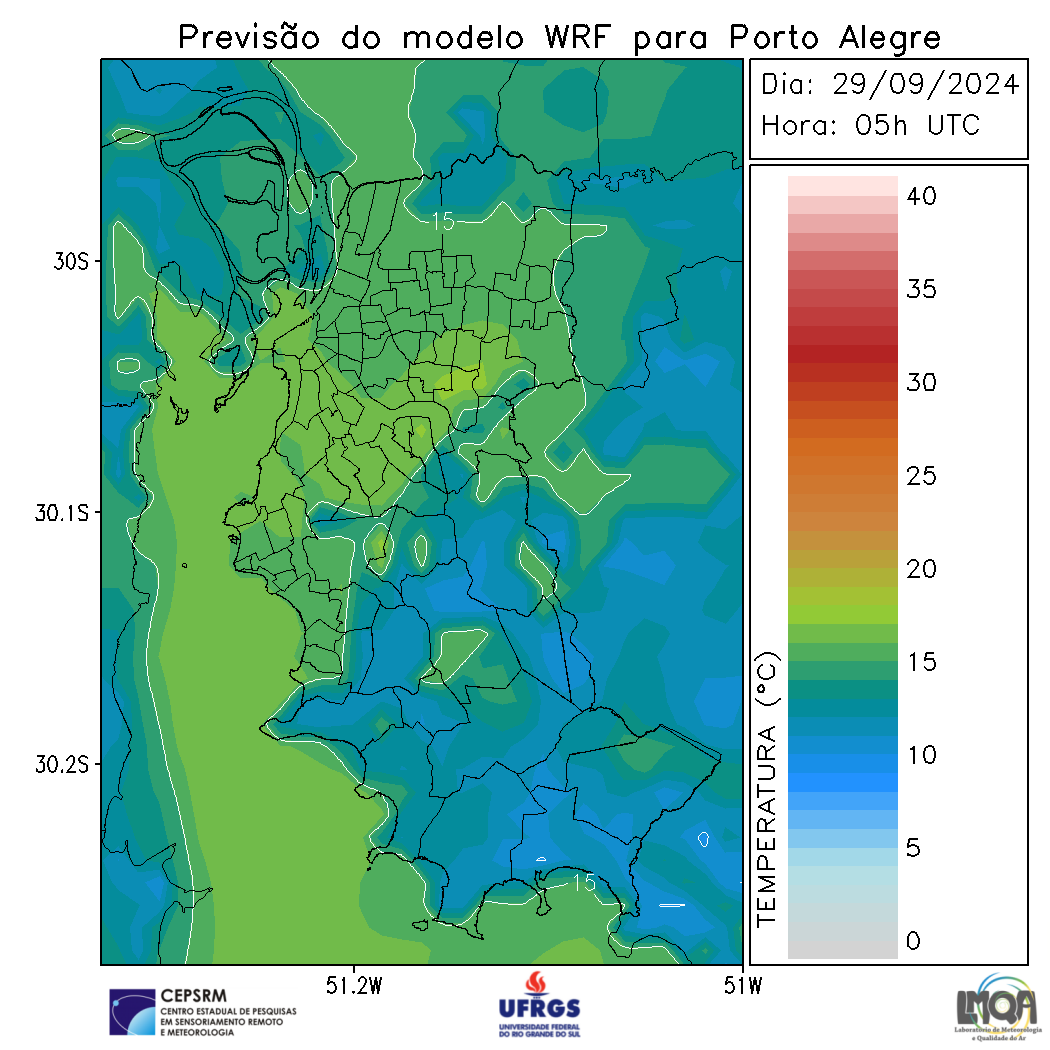 Previsão do modelo WRF para Porto Alegre
Dia: 29/09/2024
Hora: 05h UTC
15
15
30S
30.1S
30.2S
51.2W
51W
TEMPERATURA (°C)
40
35
30
25
20
15
10
5
0
CEPSRM
CENTRO ESTADUAL DE PESQUISAS
EM SENSORIAMENTO REMOTO
E METEOROLOGIA
UFRGS
UNIVERSIDADE FEDERAL
DO RIO GRANDE DO SUL
LMQA
Laboratório de Meteorologia
e Qualidade do Ar